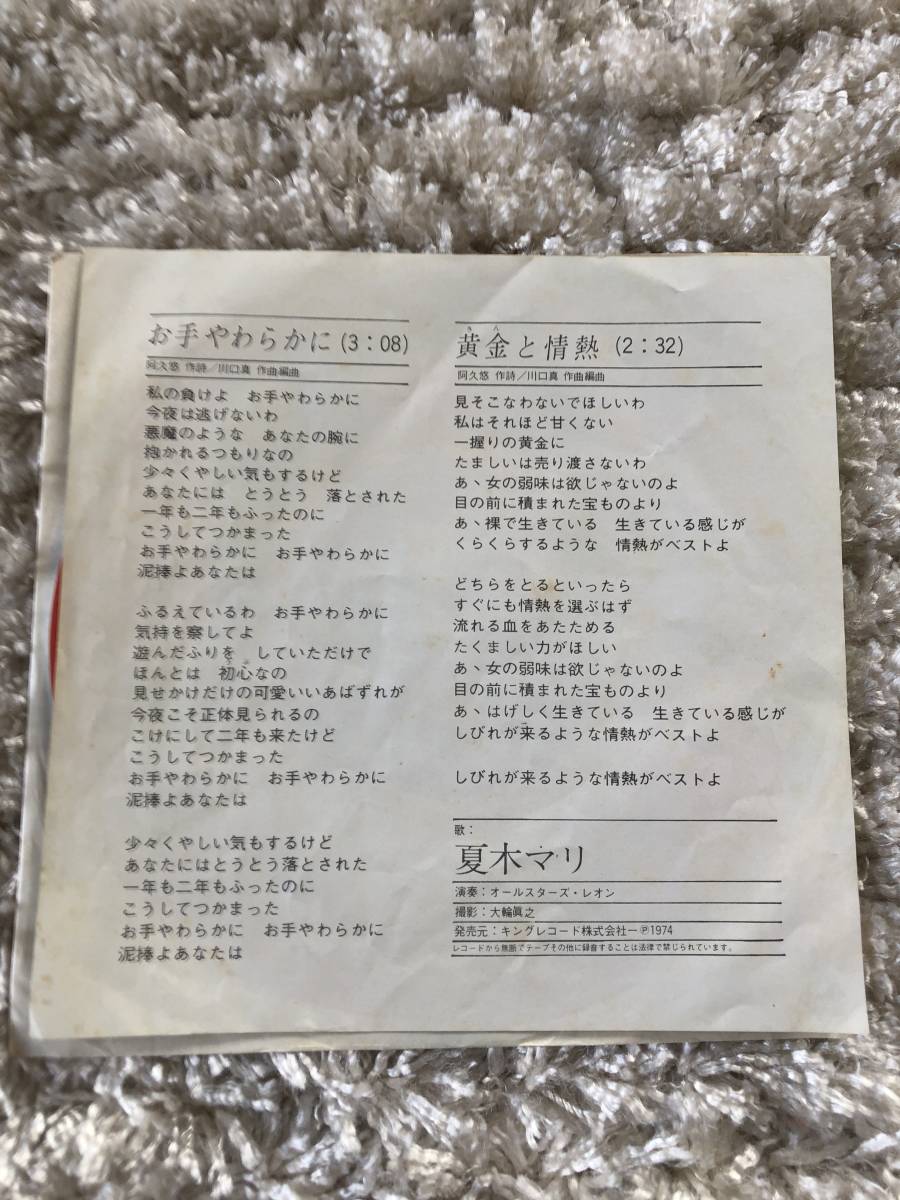 お手やわらかに(3:08)
阿久悠 作詩/川口真 作曲編曲
私の負けよ お手やわらかに
今夜は逃げないわ
悪魔のような あなたの腕に
抱かれるつもりなの
少々くやしい気もするけど
あなたには とうとう 落とされた
一年も二年もふったのに
こうしてつかまった
お手やわらかに お手やわらかに
泥捧よあなたは
ふるえているわ お手やわらかに
気持を察してよ
遊んだふりを していただけで
ほんとは 初心なの
見せかけだけの可愛いいあばずれが
今夜こそ正体見られるの
こけにして二年も来たけど
こうしてつかまった
お手やわらかに お手やわらかに
泥捧よあなたは
少々くやしい気もするけど
あなたにはとうとう落とされた
一年も二年もふったのに
こうしてつかまった
お手やわらかに お手やわらかに
泥捧よあなたは
きん
黄金と情熱(2:32)
阿久悠 作詩/川口真 作曲編曲
見そこなわないでほしいわ
私はそれほど甘くない
一握りの黄金に
たましいは売り渡さないわ
あゝ女の弱味は欲じゃないのよ
目の前に積まれた宝ものより
あゝ裸で生きている 生きている感じが
くらくらするような 情熱がベストよ
どちらをとるといったら
すぐにも情熱を選ぶはず
流れる血をあたためる
たくましい力がほしい
あゝ女の弱味は欲じゃないのよ
目の前に積まれた宝ものより
あゝはげしく生きている 生きている感じが
しびれが来るような情熱がベストよ
しびれが来るような情熱がベストよ
歌:
夏木マリ
演奏:オールスターズ・レオン
撮影:大輪眞之
発売元:キングレコード株式会社ー℗1974
レコードから無断でテープその他に録音することは法律で禁じられています。